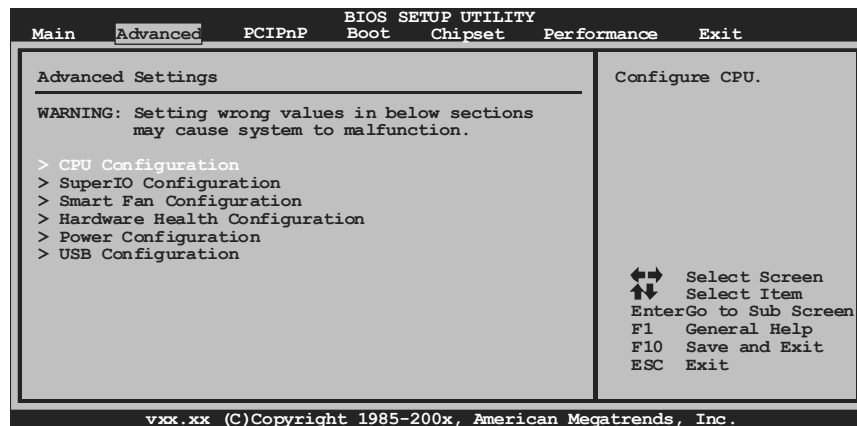 BIOS SETUP UTILITY
Main Advanced PCIPnP Boot Chipset Performance Exit
Advanced Settings
WARNING: Setting wrong values in below sections
may cause system to malfunction.
> CPU Configuration
> SuperIO Configuration
> Smart Fan Configuration
> Hardware Health Configuration
> Power Configuration
> USB Configuration
Configure CPU.
Select Screen
Select Item
EnterGo to Sub Screen
F1 General Help
F10 Save and Exit
ESC Exit
vxx.xx (C)Copyright 1985-200x, American Megatrends, Inc.